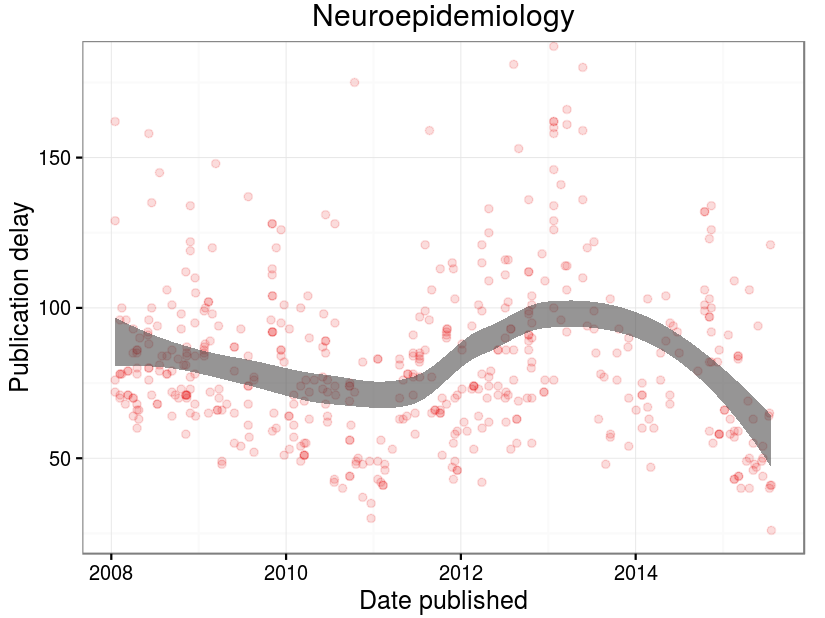 Neuroepidemiology
Publication delay
150
100
50
2008 2010 2012 2014
Date published